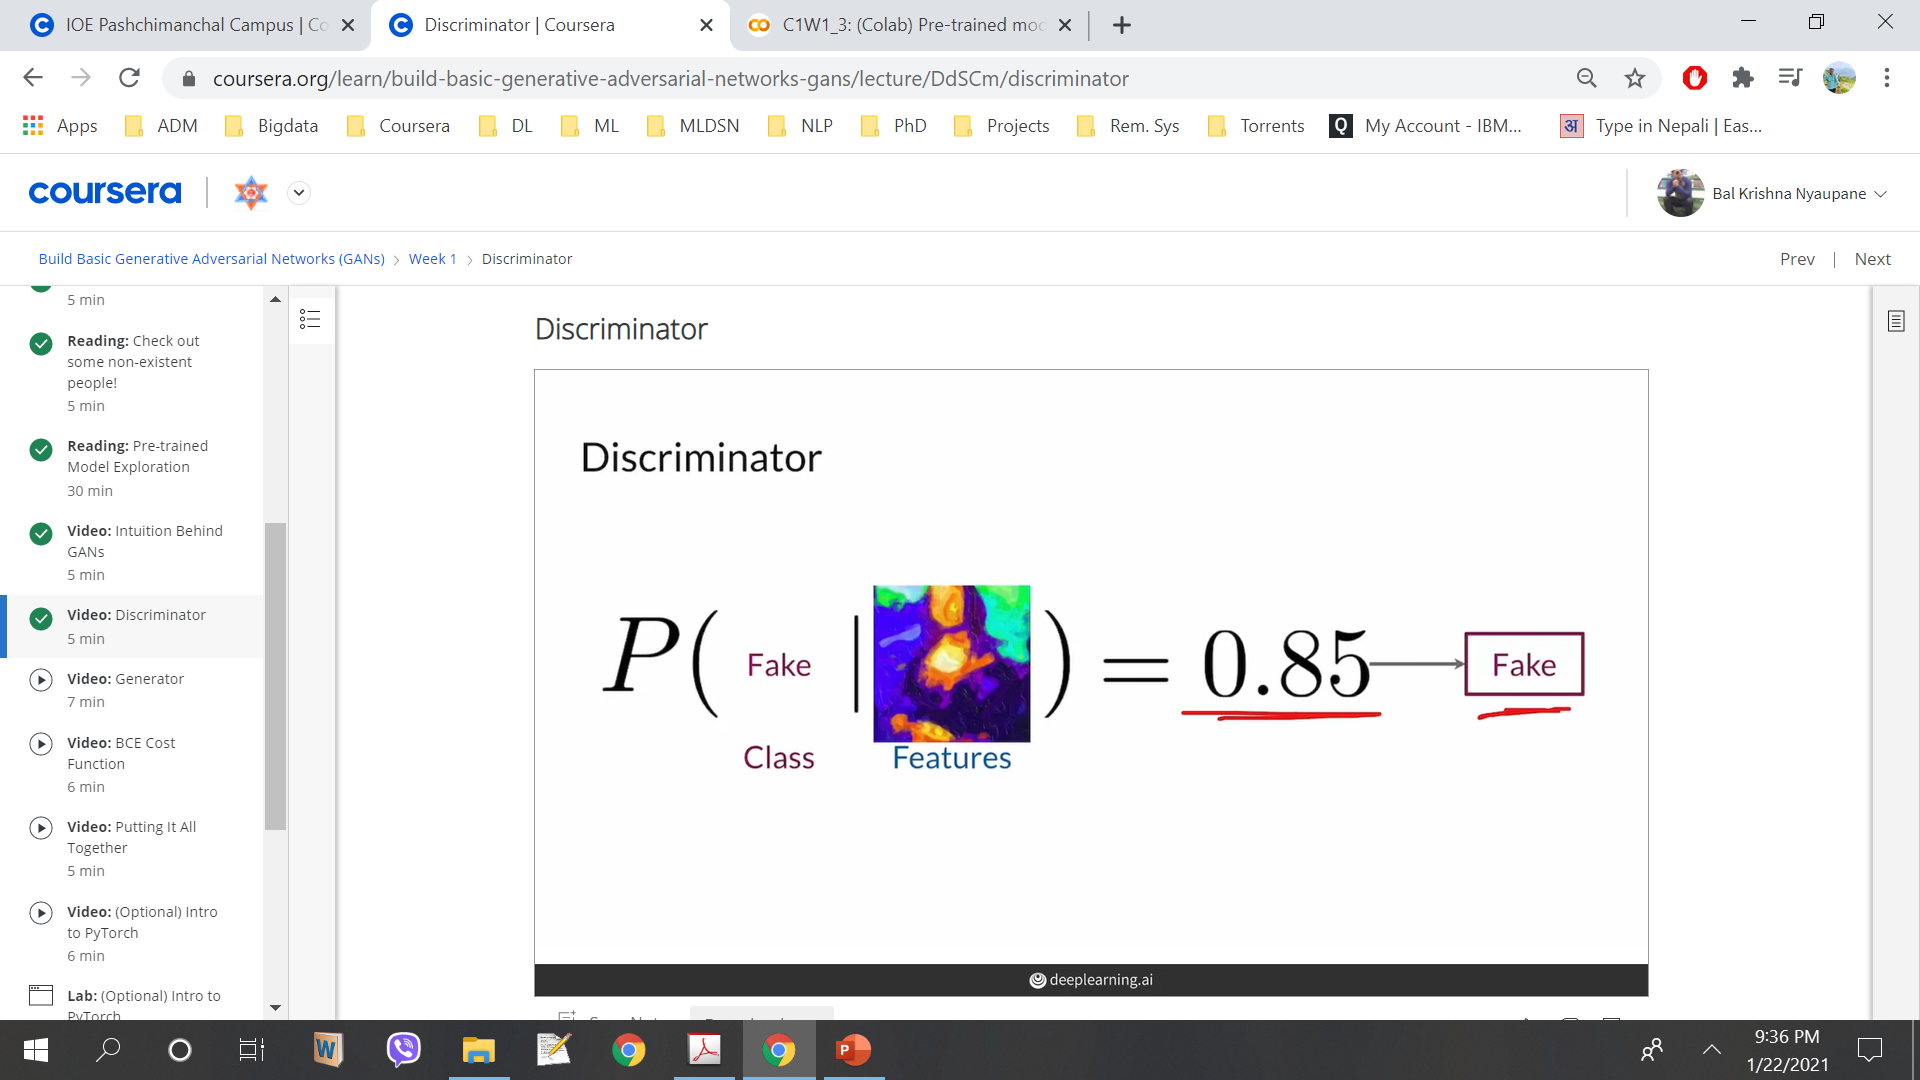 IOE Pashchimanchal Campus | Co
Discriminator | Coursera
C1W1_3: (Colab) Pre-trained mod
coursera.org/learn/build-basic-generative-adversarial-networks-gans/lecture/DdSCm/discriminator
Apps
ADM
Bigdata
Coursera
DL
ML
MLDSN
NLP
PhD
Projects
Rem. Sys
Torrents
Q
My Account - IBM...
अ
Type in Nepali | Eas...
coursera
Bal Krishna Nyaupane
Build Basic Generative Adversarial Networks (GANs) > Week 1 > Discriminator
Prev | Next
5 min
Reading: Check out
some non-existent
people!
5 min
Reading: Pre-trained
Model Exploration
30 min
Video: Intuition Behind
GANs
5 min
Video: Discriminator
5 min
Video: Generator
7 min
Video: BCE Cost
Function
6 min
Video: Putting It All
Together
5 min
Video: (Optional) Intro
to PyTorch
6 min
Lab: (Optional) Intro to
PyTorch
Discriminator
Discriminator
P( Fake | ) = 0.85
Fake
Class
Features
deeplearning.ai
9:36 PM
1/22/2021